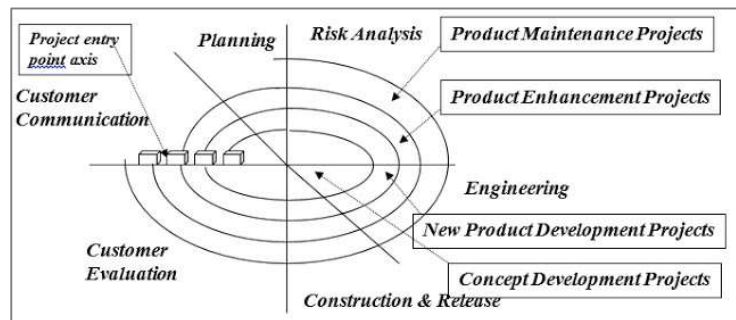 Project entry
point axis
Planning
Risk Analysis
Product Maintenance Projects
Customer
Communication
Product Enhancement Projects
Engineering
New Product Development Projects
Customer
Evaluation
Concept Development Projects
Construction & Release